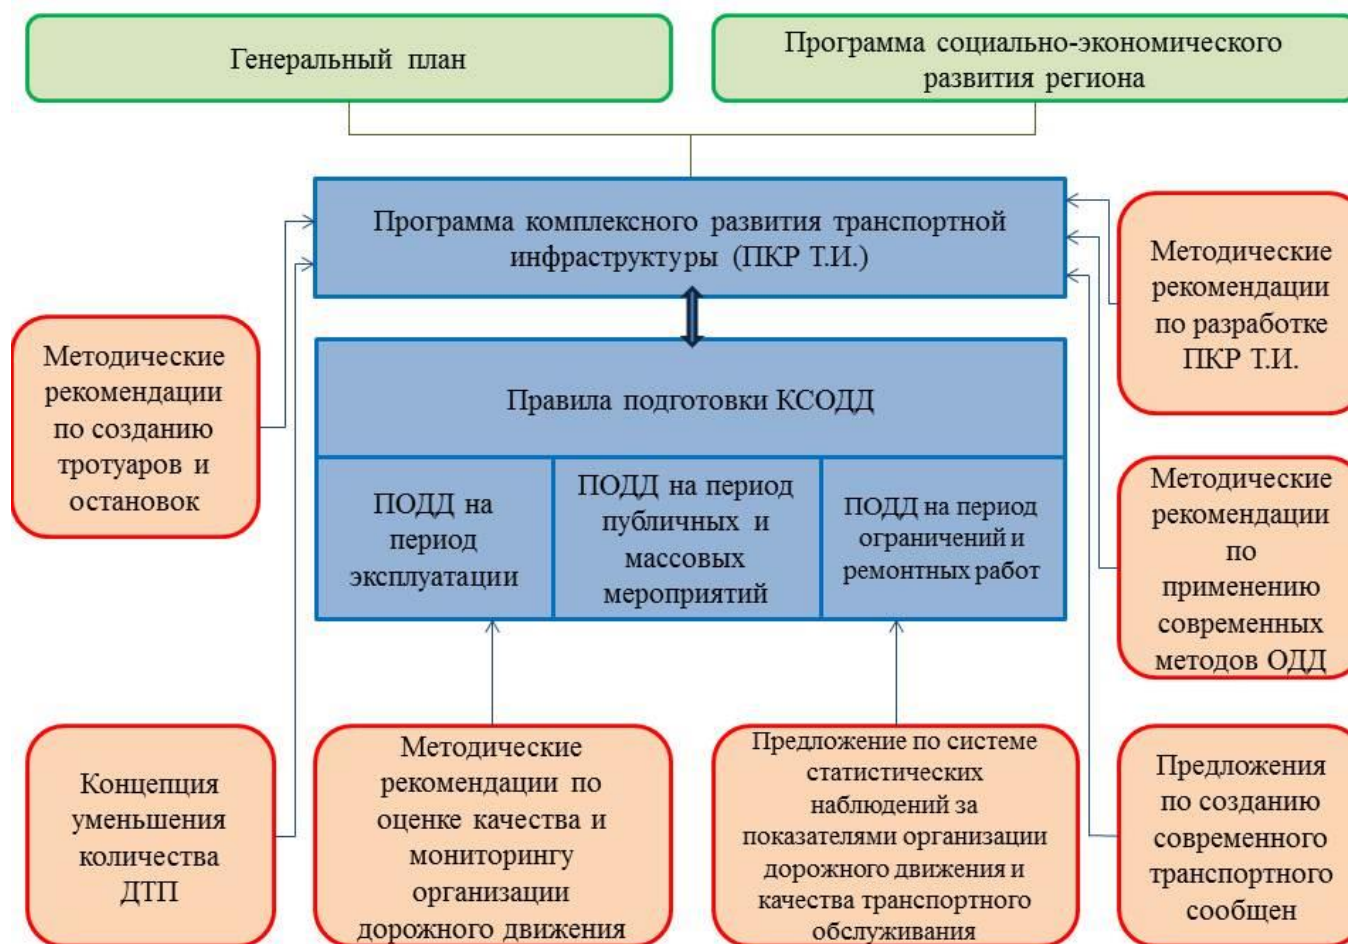 Генеральный план
Программа социально-экономического
развития региона
Программа комплексного развития транспортной
инфраструктуры (ПКР Т.И.)
Методические
рекомендации
по разработке
ПКР Т.И.
Методические
рекомендации
по созданию
тротуаров и
остановок
Правила подготовки КСОДД
ПОДД на
период
эксплуатации
ПОДД на период
публичных и
массовых
мероприятий
ПОДД на период
ограничений и
ремонтных работ
Методические
рекомендации
по
применению
современных
методов ОДД
Концепция
уменьшения
количества
ДТП
Методические
рекомендации по
оценке качества и
мониторингу
организации
дорожного движения
Предложение по системе
статистических
наблюдений за
показателями организации
дорожного движения и
качества транспортного
обслуживания
Предложения
по созданию
современного
транспортного
сообщен